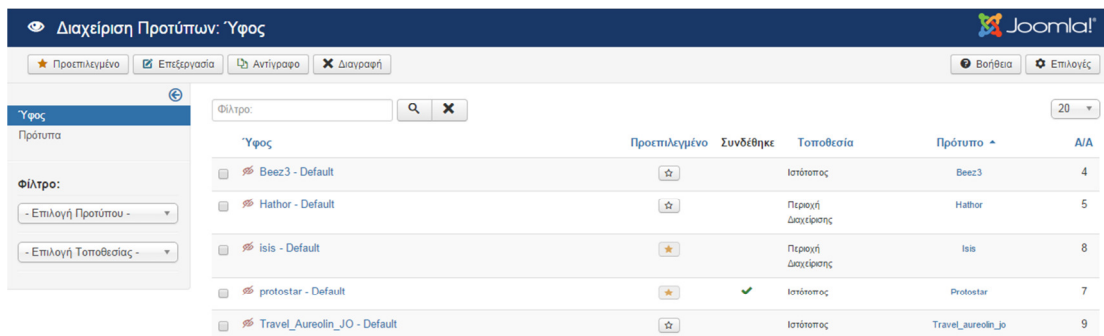 Διαχείριση Προτύπων: Ύφος
Joomla!®
Προεπιλεγμένο Επεξεργασία Αντίγραφο Διαγραφή Βοήθεια Επιλογές
Ύφος
Πρότυπα
Φίλτρο:
- Επιλογή Προτύπου -
- Επιλογή Τοποθεσίας -
Φίλτρο: 20
Ύφος Προεπιλεγμένο Συνδέθηκε Τοποθεσία Πρότυπο Α/Α
Beez3 - Default Ιστότοπος Beez3 4
Hathor - Default Περιοχή Διαχείρισης Hathor 5
isis - Default Περιοχή Διαχείρισης Isis 8
protostar - Default Ιστότοπος Protostar 7
Travel_Aureolin_JO - Default Ιστότοπος Travel_aureolin_jo 9